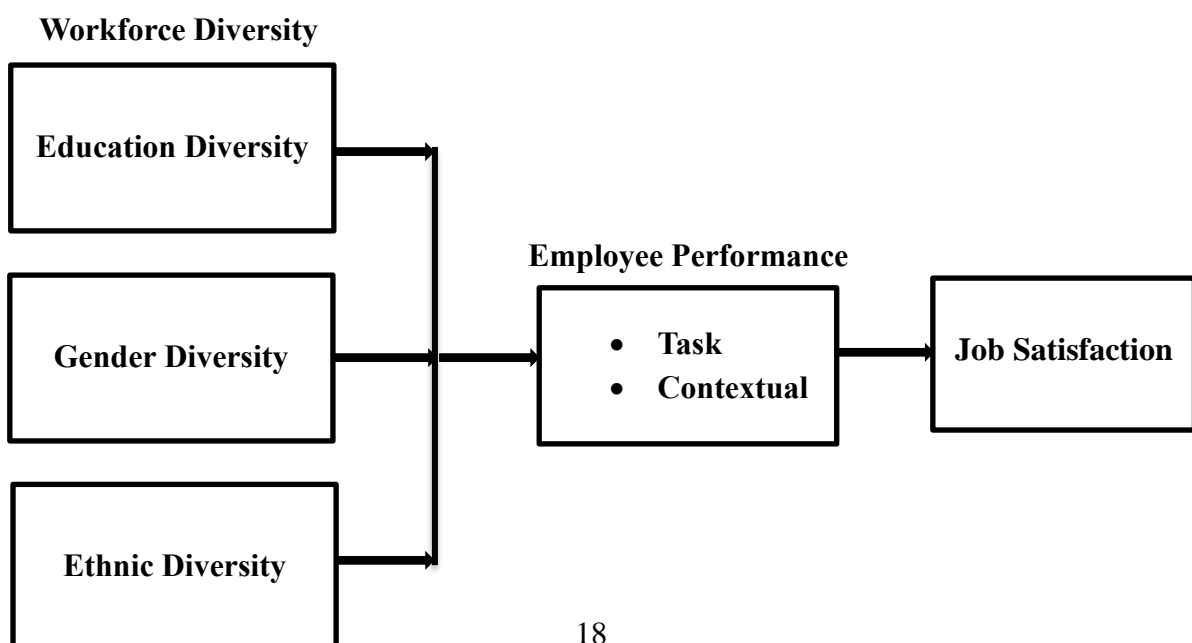 Workforce Diversity
Education Diversity
Gender Diversity
Ethnic Diversity
Employee Performance
• Task
• Contextual
Job Satisfaction
18